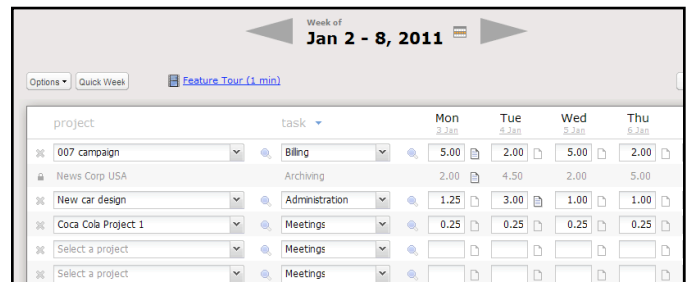 Week of
Jan 2 - 8, 2011
Options Quick Week Feature Tour (1 min)
project task Mon Tue Wed Thu
3 Jan 4 Jan 5 Jan 6 Jan
007 campaign Billing 5.00 2.00 5.00 2.00
News Corp USA Archiving 2.00 4.50 2.00 5.00
New car design Administration 1.25 3.00 1.00 1.00
Coca Cola Project 1 Meetings 0.25 0.25 0.25 0.25
Select a project Meetings
Select a project Meetings